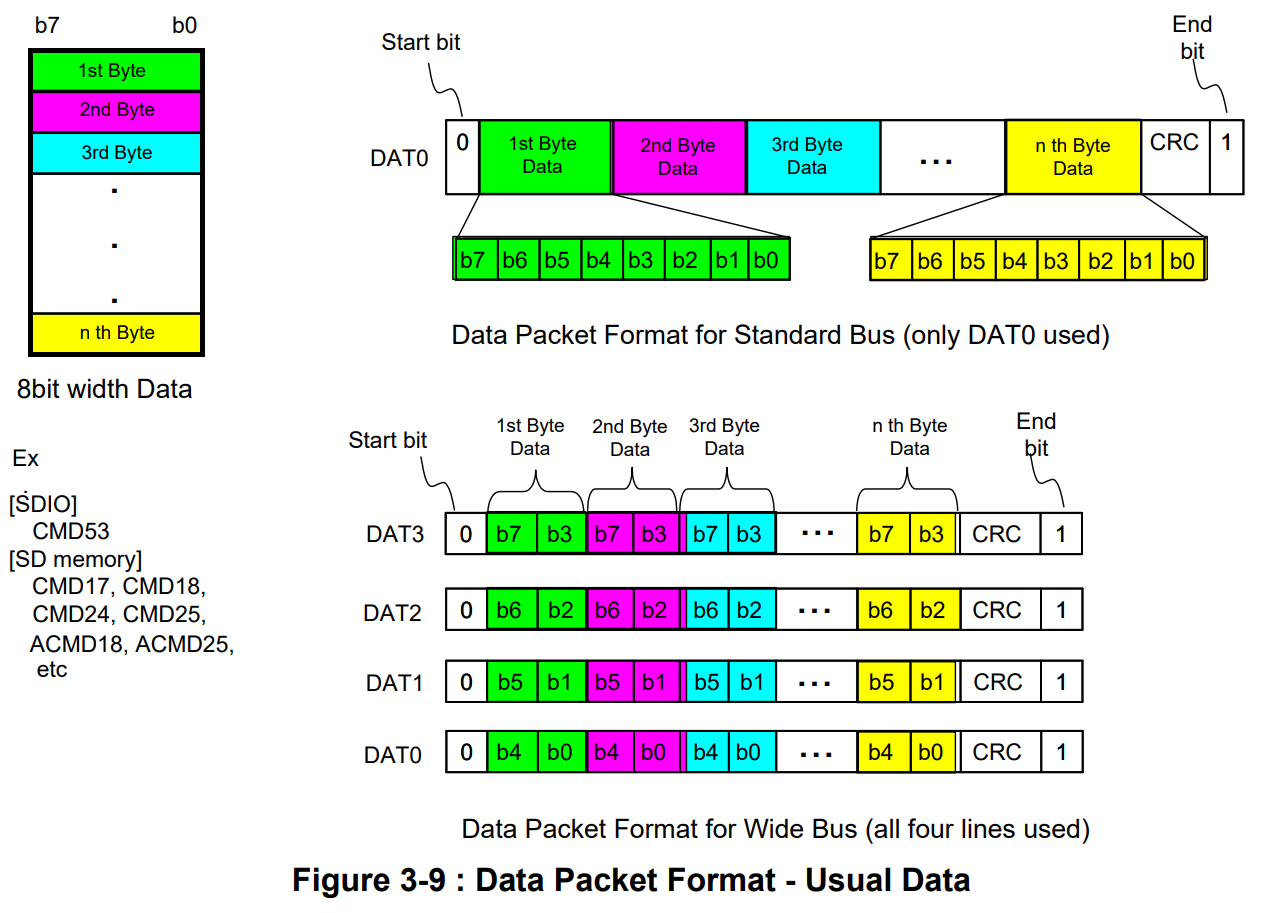 b7 b0
1st Byte
2nd Byte
3rd Byte
.
.
.
n th Byte
8bit width Data
Ex
.
[SDIO]
CMD53
[SD memory]
CMD17, CMD18,
CMD24, CMD25,
ACMD18, ACMD25,
etc
Start bit
End
bit
DAT0 0 1st Byte Data 2nd Byte Data 3rd Byte Data ... n th Byte Data CRC 1
b7 b6 b5 b4 b3 b2 b1 b0 b7 b6 b5 b4 b3 b2 b1 b0
Data Packet Format for Standard Bus (only DAT0 used)
Start bit
1st Byte
Data
2nd Byte
Data
3rd Byte
Data
n th Byte
Data
End
bit
DAT3 0 b7 b3 b7 b3 b7 b3 ... b7 b3 CRC 1
DAT2 0 b6 b2 b6 b2 b6 b2 ... b6 b2 CRC 1
DAT1 0 b5 b1 b5 b1 b5 b1 ... b5 b1 CRC 1
DAT0 0 b4 b0 b4 b0 b4 b0 ... b4 b0 CRC 1
Data Packet Format for Wide Bus (all four lines used)
Figure 3-9 : Data Packet Format - Usual Data